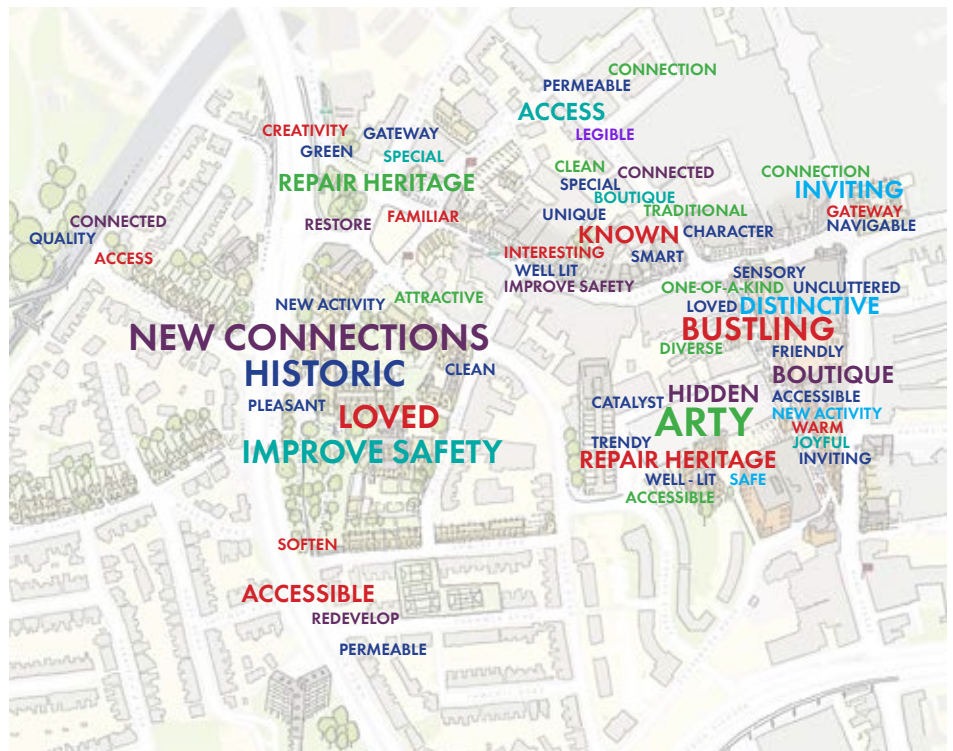 CONNECTION
PERMEABLE
ACCESS
LEGIBLE
CREATIVITY
GATEWAY
GREEN
SPECIAL
REPAIR HERITAGE
RESTORE
FAMILIAR
CONNECTED
QUALITY
ACCESS
CLEAN
CONNECTED
SPECIAL
BOUTIQUE
UNIQUE
TRADITIONAL
KNOWN
CHARACTER
INTERESTING
SMART
WELL LIT
IMPROVE SAFETY
CONNECTION
INVITING
GATEWAY
NAVIGABLE
SENSORY
ONE-OF-A-KIND
UNCLUTTERED
LOVED
DISTINCTIVE
BUSTLING
DIVERSE
FRIENDLY
BOUTIQUE
HIDDEN
ACCESSIBLE
CATALYST
ARTY
NEW ACTIVITY
WARM
TRENDY
JOYFUL
REPAIR HERITAGE
INVITING
WELL - LIT
SAFE
ACCESSIBLE
NEW ACTIVITY
ATTRACTIVE
NEW CONNECTIONS
HISTORIC
CLEAN
PLEASANT
LOVED
IMPROVE SAFETY
SOFTEN
ACCESSIBLE
REDEVELOP
PERMEABLE